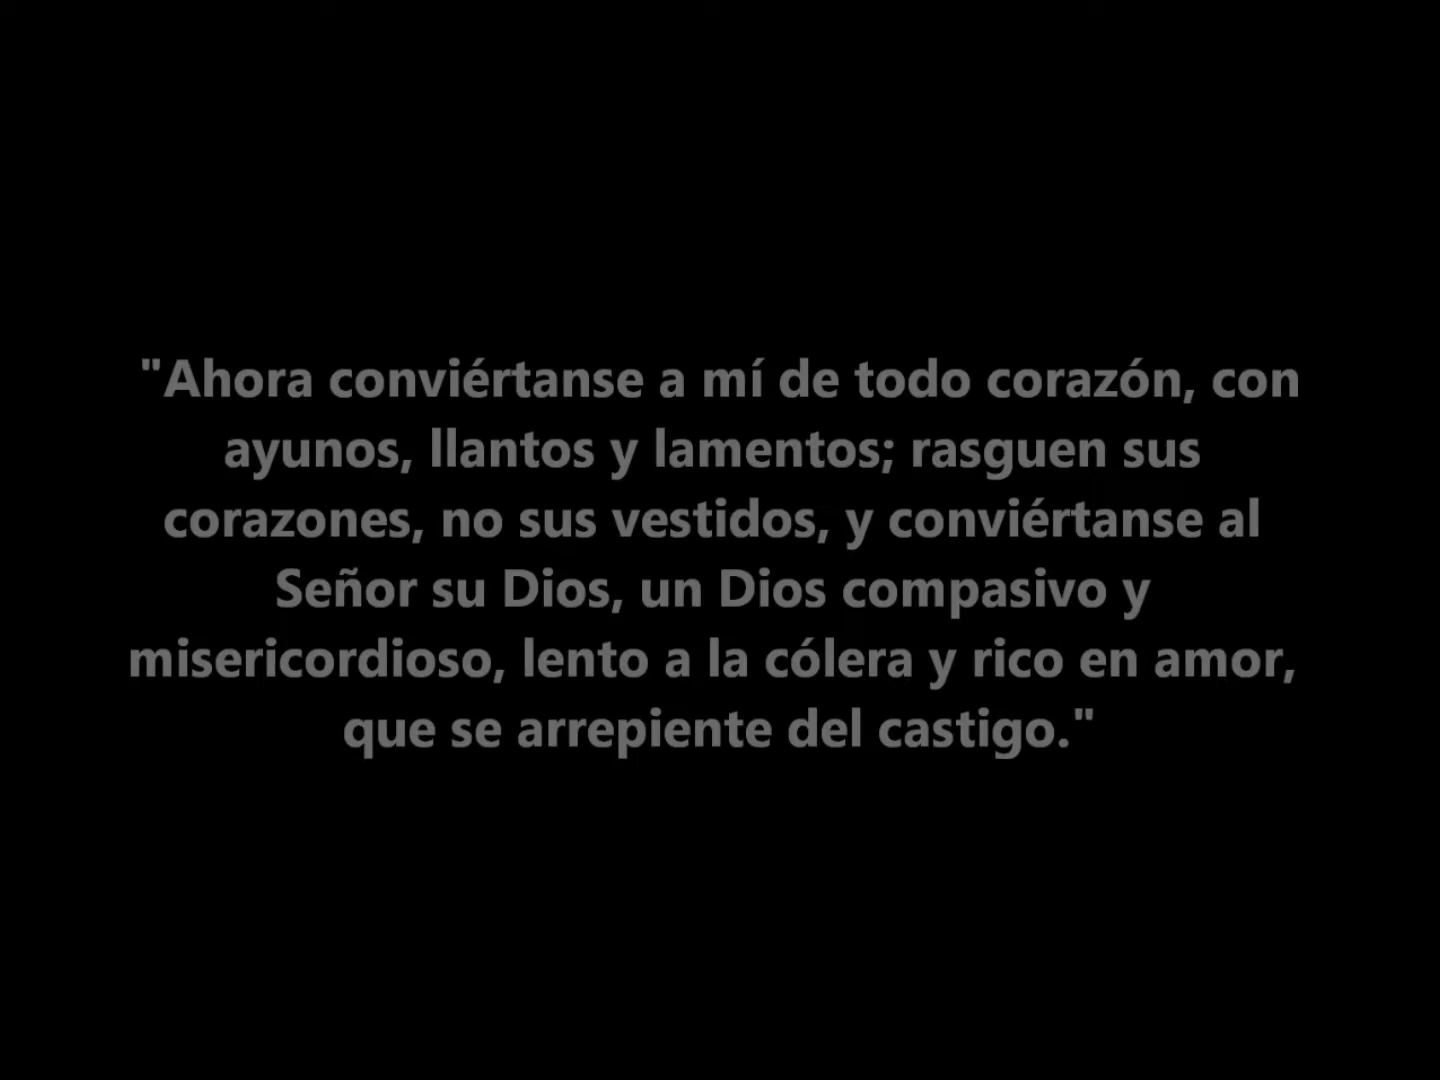 "Ahora conviértanse a mí de todo corazón, con
ayunos, llantos y lamentos; rasguen sus
corazones, no sus vestidos, y conviértanse al
Señor su Dios, un Dios compasivo y
misericordioso, lento a la cólera y rico en amor,
que se arrepiente del castigo."